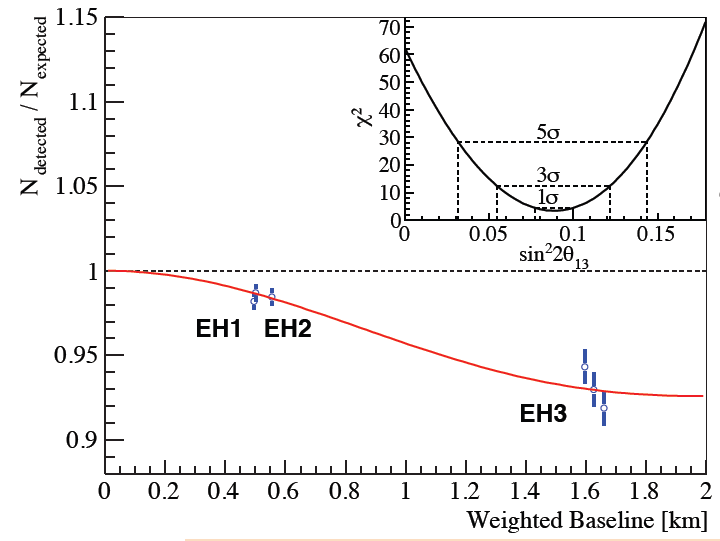 N detected / N expected
1.15
1.1
1.05
1
0.95
0.9
0 0.2 0.4 0.6 0.8 1 1.2 1.4 1.6 1.8 2
Weighted Baseline [km]
EH1 EH2
EH3
χ²
70
60
50
40
30
20
10
0
5σ
3σ
1σ
0 0.05 0.1 0.15
sin²2θ₁₃